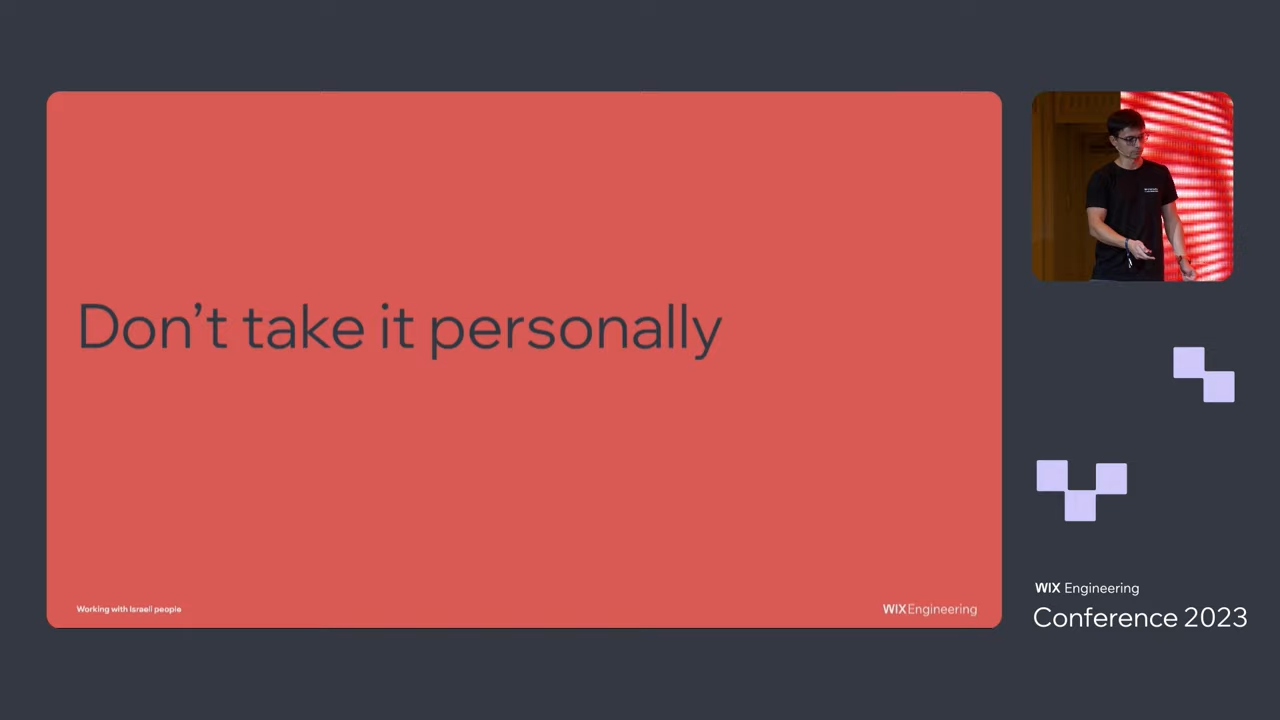 Don’t take it personally
Working with Israeli people
WIX Engineering
WIX Engineering
Conference 2023